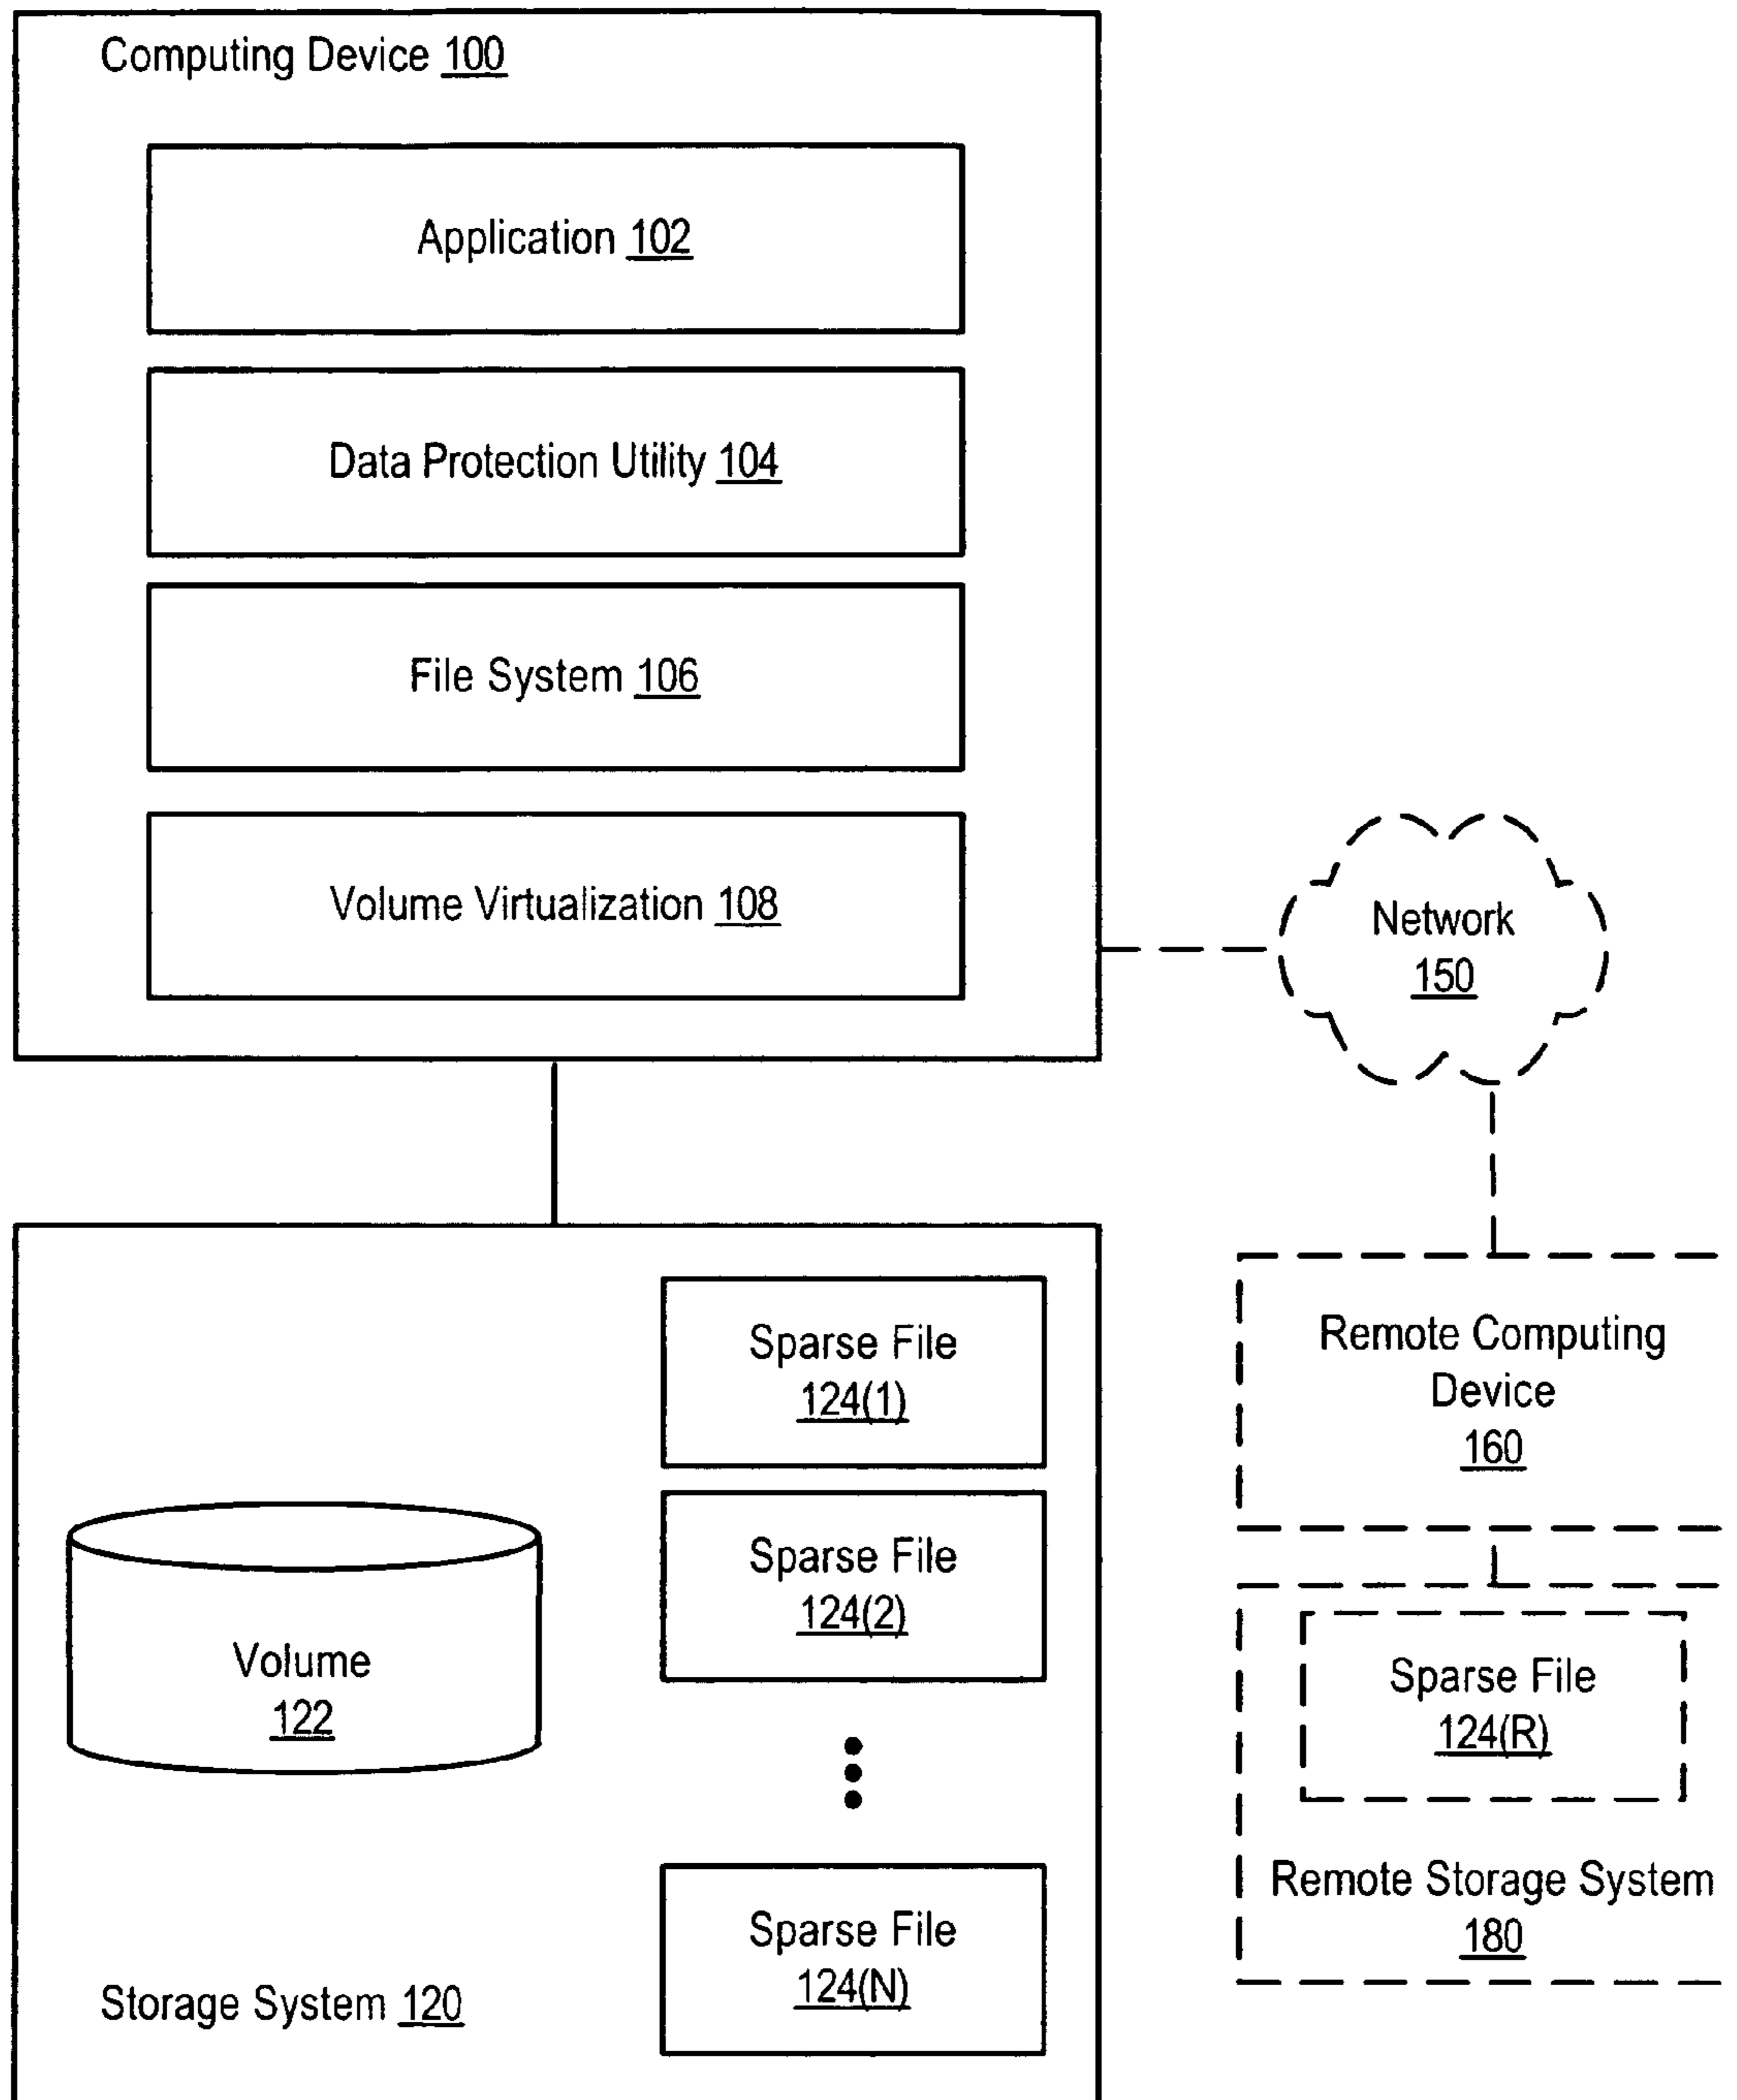 Computing Device 100
Application 102
Data Protection Utility 104
File System 106
Volume Virtualization 108
Network
150
Sparse File
124(1)
Sparse File
124(2)
Volume
122
Sparse File
124(N)
Storage System 120
Remote Computing
Device
160
Sparse File
124(R)
Remote Storage System
180